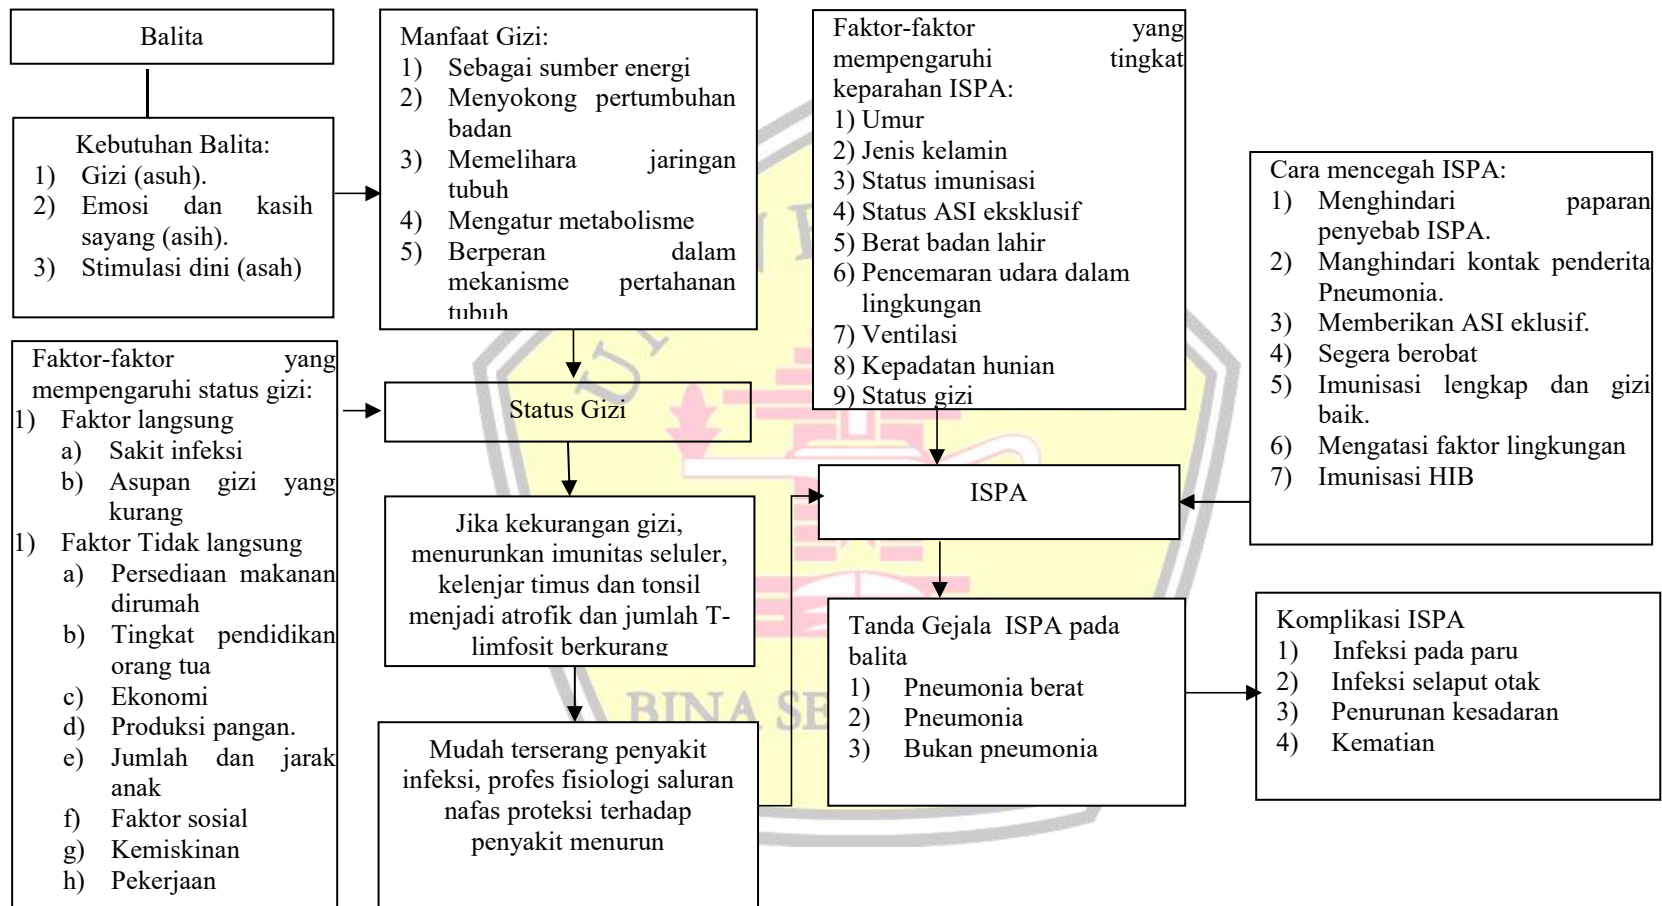 Balita
Kebutuhan Balita:
1) Gizi (asuh).
2) Emosi dan kasih
sayang (asih).
3) Stimulasi dini (asah)
Manfaat Gizi:
1) Sebagai sumber energi
2) Menyokong pertumbuhan
badan
3) Memelihara jaringan
tubuh
4) Mengatur metabolisme
5) Berperan dalam
mekanisme pertahanan
tubuh
Faktor-faktor yang
mempengaruhi status gizi:
1) Faktor langsung
a) Sakit infeksi
b) Asupan gizi yang
kurang
1) Faktor Tidak langsung
a) Persediaan makanan
dirumah
b) Tingkat pendidikan
orang tua
c) Ekonomi
d) Produksi pangan.
e) Jumlah dan jarak
anak
f) Faktor sosial
g) Kemiskinan
h) Pekerjaan
Status Gizi
Jika kekurangan gizi,
menurunkan imunitas seluler,
kelenjar timus dan tonsil
menjadi atrofik dan jumlah T-
limfosit berkurang
Mudah terserang penyakit
infeksi, profes fisiologi saluran
nafas proteksi terhadap
penyakit menurun
Faktor-faktor yang
mempengaruhi tingkat
keparahan ISPA:
1) Umur
2) Jenis kelamin
3) Status imunisasi
4) Status ASI eksklusif
5) Berat badan lahir
6) Pencemaran udara dalam
lingkungan
7) Ventilasi
8) Kepadatan hunian
9) Status gizi
ISPA
Tanda Gejala ISPA pada
balita
1) Pneumonia berat
2) Pneumonia
3) Bukan pneumonia
Cara mencegah ISPA:
1) Menghindari paparan
penyebab ISPA.
2) Manghindari kontak penderita
Pneumonia.
3) Memberikan ASI eklusif.
4) Segera berobat
5) Imunisasi lengkap dan gizi
baik.
6) Mengatasi faktor lingkungan
7) Imunisasi HIB
Komplikasi ISPA
1) Infeksi pada paru
2) Infeksi selaput otak
3) Penurunan kesadaran
4) Kematian
BINA SE